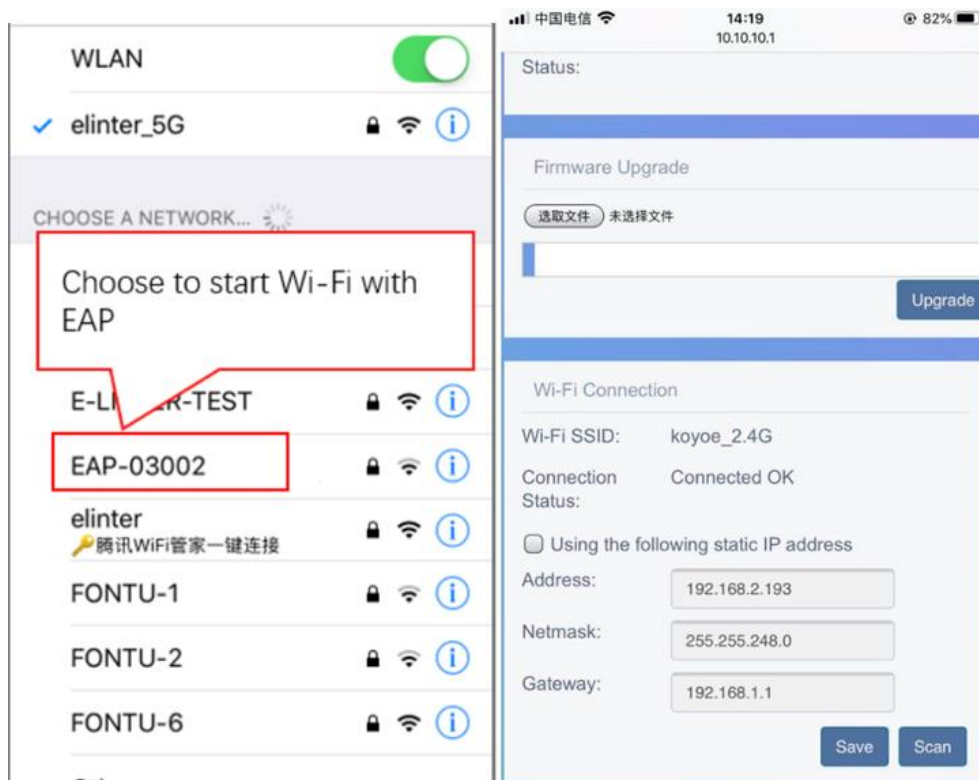 WLAN
elinter_5G
CHOOSE A NETWORK...
Choose to start Wi-Fi with
EAP
EAP-03002
elinter
腾讯WiFi管家一键连接
FONTU-1
FONTU-2
FONTU-6
中国电信
14:19
82%
10.10.10.1
Status:
Firmware Upgrade
选取文件 未选择文件
Upgrade
Wi-Fi Connection
Wi-Fi SSID: koyoe_2.4G
Connection Connected OK
Status:
Using the following static IP address
Address: 192.168.2.193
Netmask: 255.255.248.0
Gateway: 192.168.1.1
Save Scan